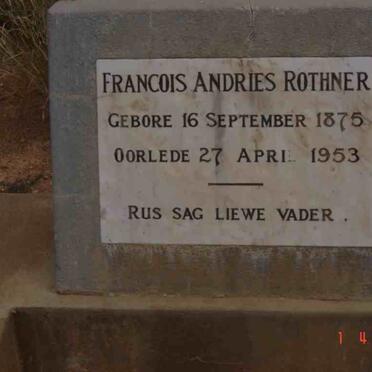 FRANCOIS ANDRIES ROTHNER
GEBORE 16 SEPTEMBER 1875
OORLEDE 27 APRIL 1953
RUS SAG LIEWE VADER.
1 4